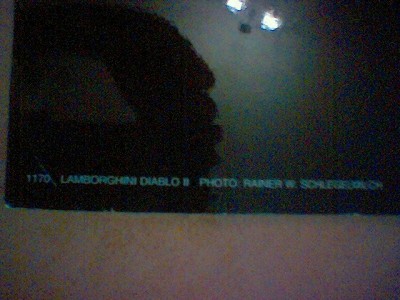 1170 LAMBORGHINI DIABLO II PHOTO: RAINER W. SCHLEGELMILCH